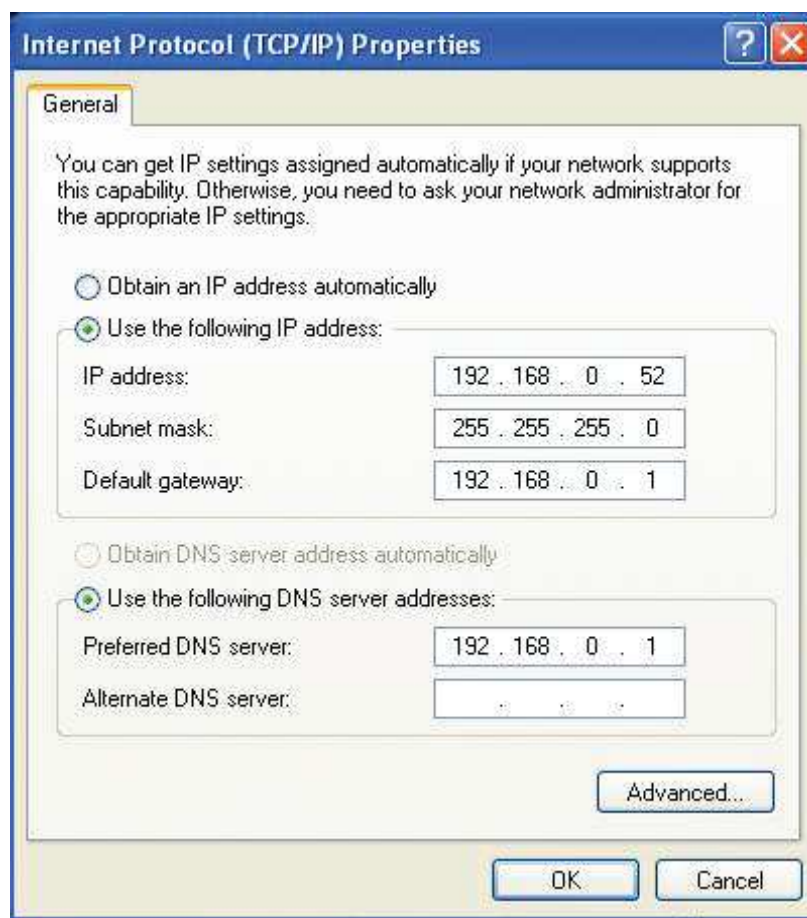 Internet Protocol (TCP/IP) Properties
General
You can get IP settings assigned automatically if your network supports
this capability. Otherwise, you need to ask your network administrator for
the appropriate IP settings.
Obtain an IP address automatically
Use the following IP address:
IP address: 192 . 168 . 0 . 52
Subnet mask: 255 . 255 . 255 . 0
Default gateway: 192 . 168 . 0 . 1
Obtain DNS server address automatically
Use the following DNS server addresses:
Preferred DNS server: 192 . 168 . 0 . 1
Alternate DNS server: . . .
Advanced...
OK Cancel